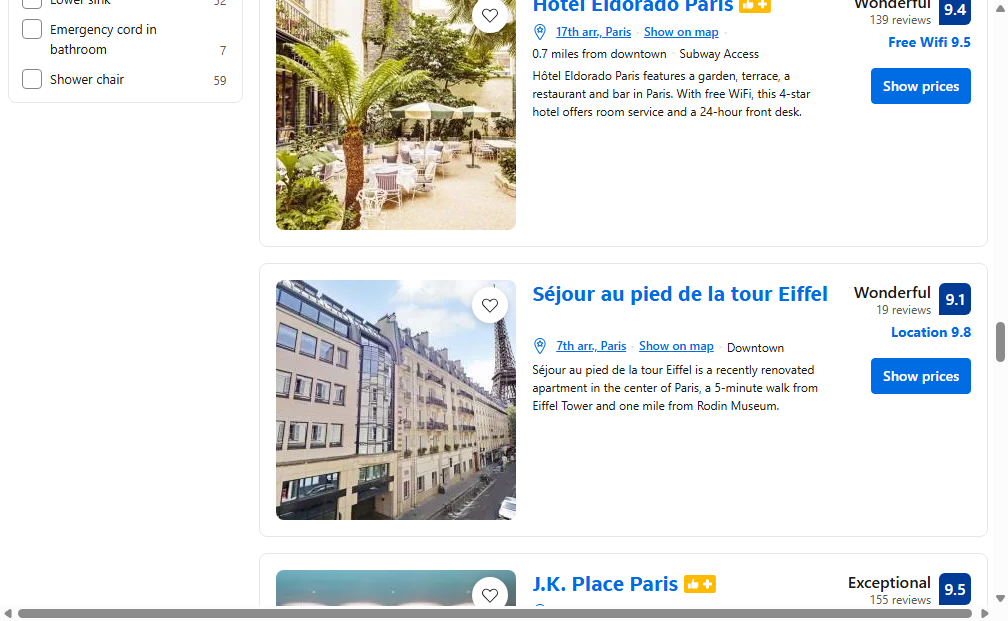 Lower sink 52
Emergency cord in
bathroom 7
Shower chair 59
Hôtel Eldorado Paris
Wonderful 9.4
139 reviews
17th arr., Paris · Show on map ·
Free Wifi 9.5
0.7 miles from downtown · Subway Access
Hôtel Eldorado Paris features a garden, terrace, a
restaurant and bar in Paris. With free WiFi, this 4-star
hotel offers room service and a 24-hour front desk.
Show prices
Séjour au pied de la tour Eiffel
Wonderful 9.1
19 reviews
Location 9.8
7th arr., Paris · Show on map · Downtown
Séjour au pied de la tour Eiffel is a recently renovated
apartment in the center of Paris, a 5-minute walk from
Eiffel Tower and one mile from Rodin Museum.
Show prices
J.K. Place Paris
Exceptional 9.5
155 reviews